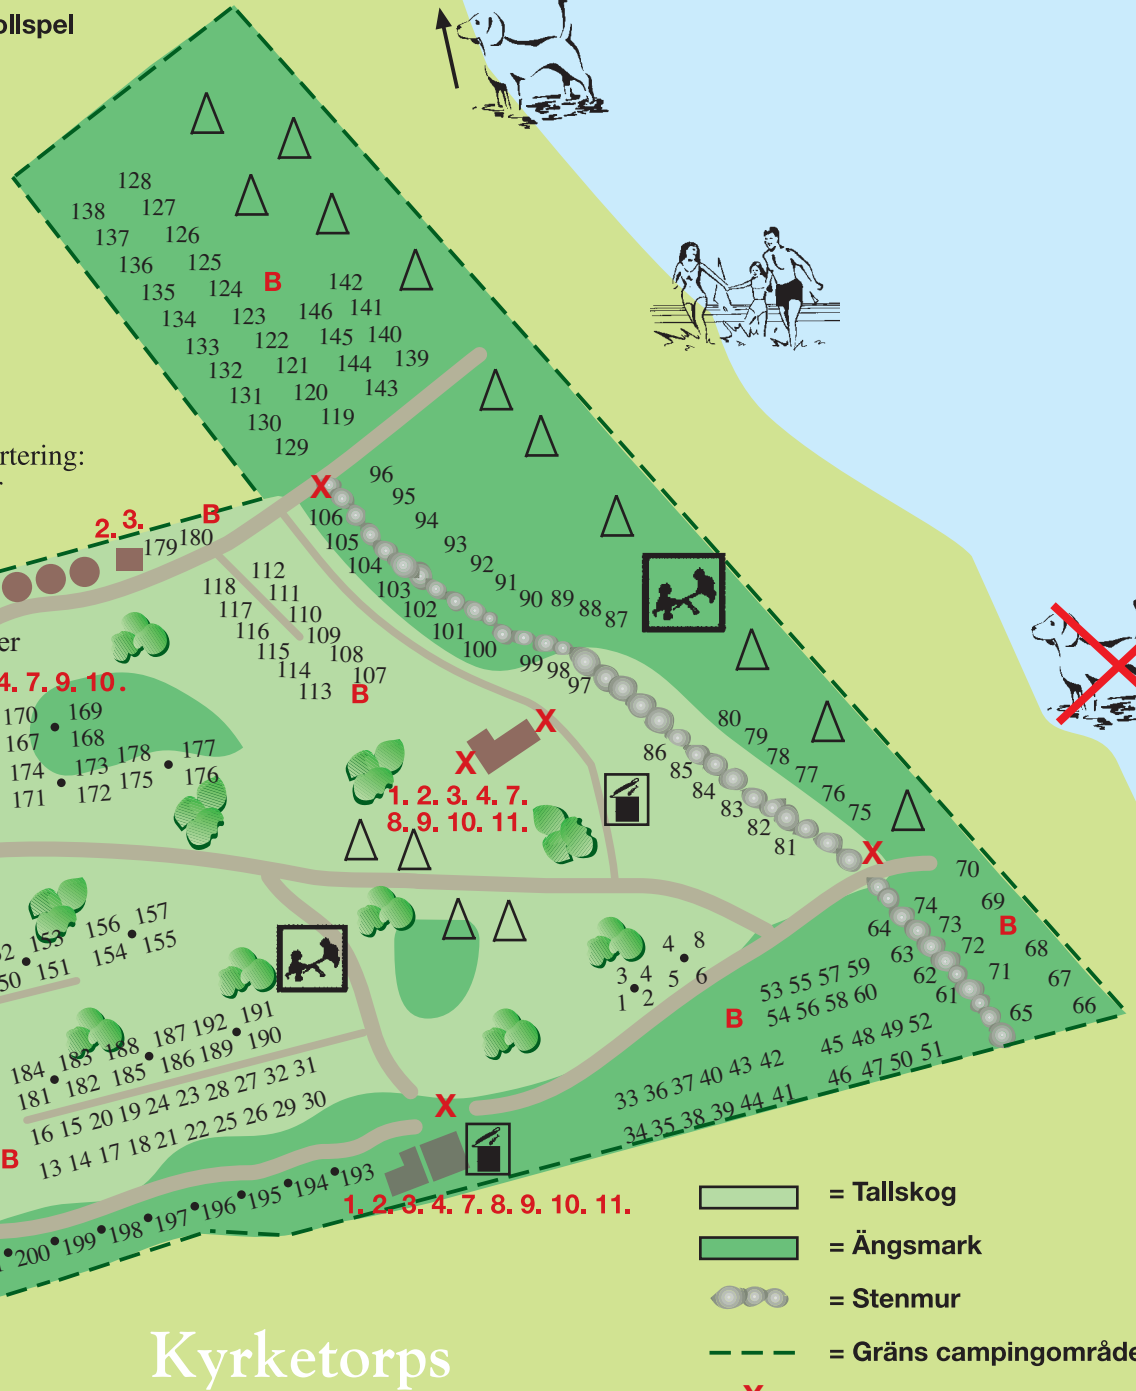 ollspel
128
138 127
137 126
136 125
135 124 B 142
134 123 146 141
133 122 145 140
132 121 144 139
131 120 143
130 119
129
rtering:
X 96
95
106 94
105 93
104 92
103 91
102 90 89 88 87
101
100 99 98 97
2. 3. B
179 180
118 112
117 111
116 110
115 109
114 108
113 107
B
er
4. 7. 9. 10.
170 169
167 168
174 173 178 177
171 172 175 176
X
X
1. 2. 3. 4. 7.
8. 9. 10. 11.
86 80
85 79
84 78
83 77
82 76
81 75
X
70
74 69
64 73 B
63 72 68
62 71 67
61 65 66
153 156 157
50 151 154 155
4 8
3 4 5 6
1 2
53 55 57 59
B 54 56 58 60
45 48 49 52
46 47 50 51
33 36 37 40 43 42
34 35 38 39 44 41
184 183 188 187 192 191
181 182 185 186 189 190
16 15 20 19 24 23 28 27 32 31
13 14 17 18 21 22 25 26 29 30
B
X
200 199 198 197 196 195 194 193
1. 2. 3. 4. 7. 8. 9. 10. 11.
= Tallskog
= Ängsmark
= Stenmur
= Gräns campingområde
Kyrketorps